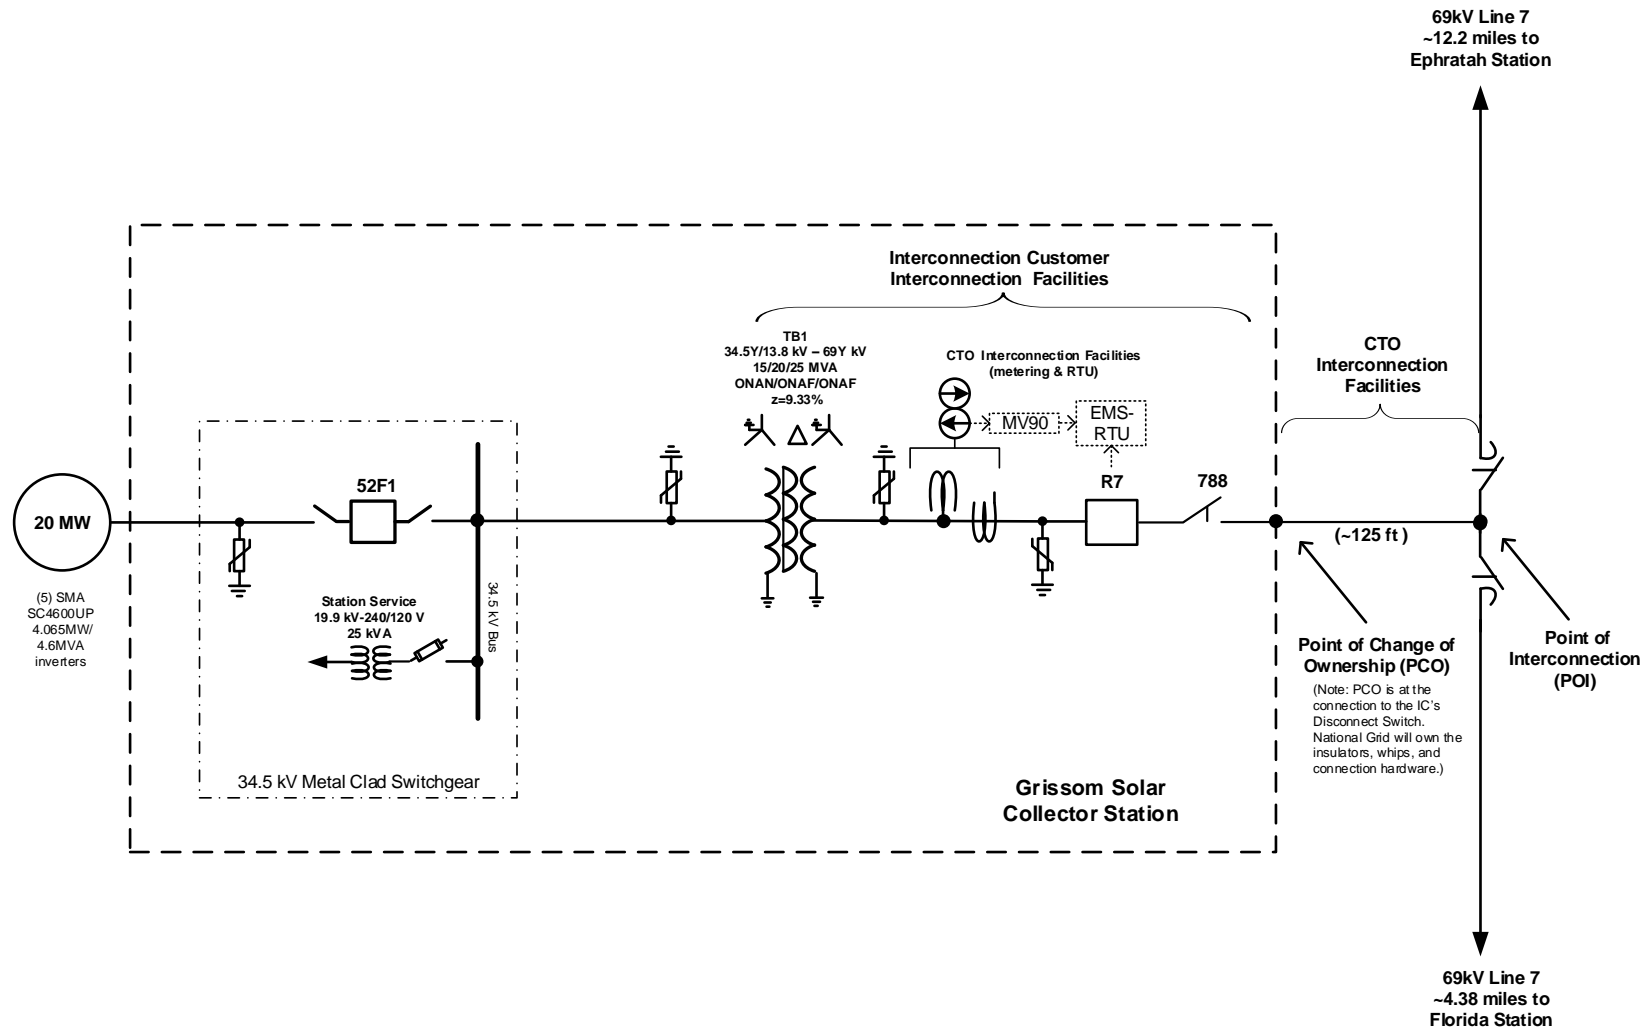 69kV Line 7
~12.2 miles to
Ephratah Station
Interconnection Customer
Interconnection Facilities
TB1
34.5Y/13.8 kV – 69Y kV
15/20/25 MVA
ONAN/ONAF/ONAF
z=9.33%
CTO Interconnection Facilities
(metering & RTU)
MV90
EMS-
RTU
CTO
Interconnection
Facilities
52F1
R7
788
20 MW
(~125 ft )
(5) SMA
SC4600UP
4.065MW/
4.6MVA
inverters
Station Service
19.9 kV-240/120 V
25 kVA
34.5 kV Bus
34.5 kV Metal Clad Switchgear
Point of Change of
Ownership (PCO)
(Note: PCO is at the
connection to the IC's
Disconnect Switch.
National Grid will own the
insulators, whips, and
connection hardware.)
Point of
Interconnection
(POI)
Grissom Solar
Collector Station
69kV Line 7
~4.38 miles to
Florida Station